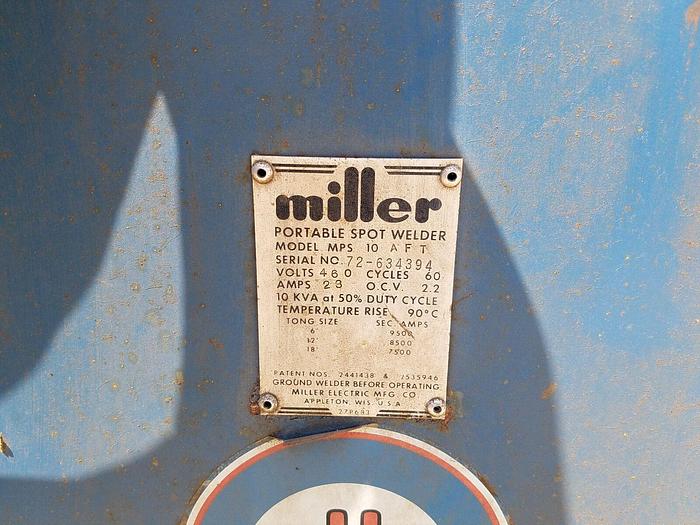 miller
PORTABLE SPOT WELDER
MODEL MPS 10 AFT
SERIAL NO. 72-634394
VOLTS 460 CYCLES 60
AMPS 23 O.C.V. 2.2
10 KVA at 50% DUTY CYCLE
TEMPERATURE RISE 90°C
TONG SIZE SEC. AMPS
6" 9500
12" 8500
18" 7500
PATENT NOS. 2441438 &
GROUND WELDER BEFORE OPERATING
MILLER ELECTRIC MFG. CO.
APPLETON, WIS. U.S.A.